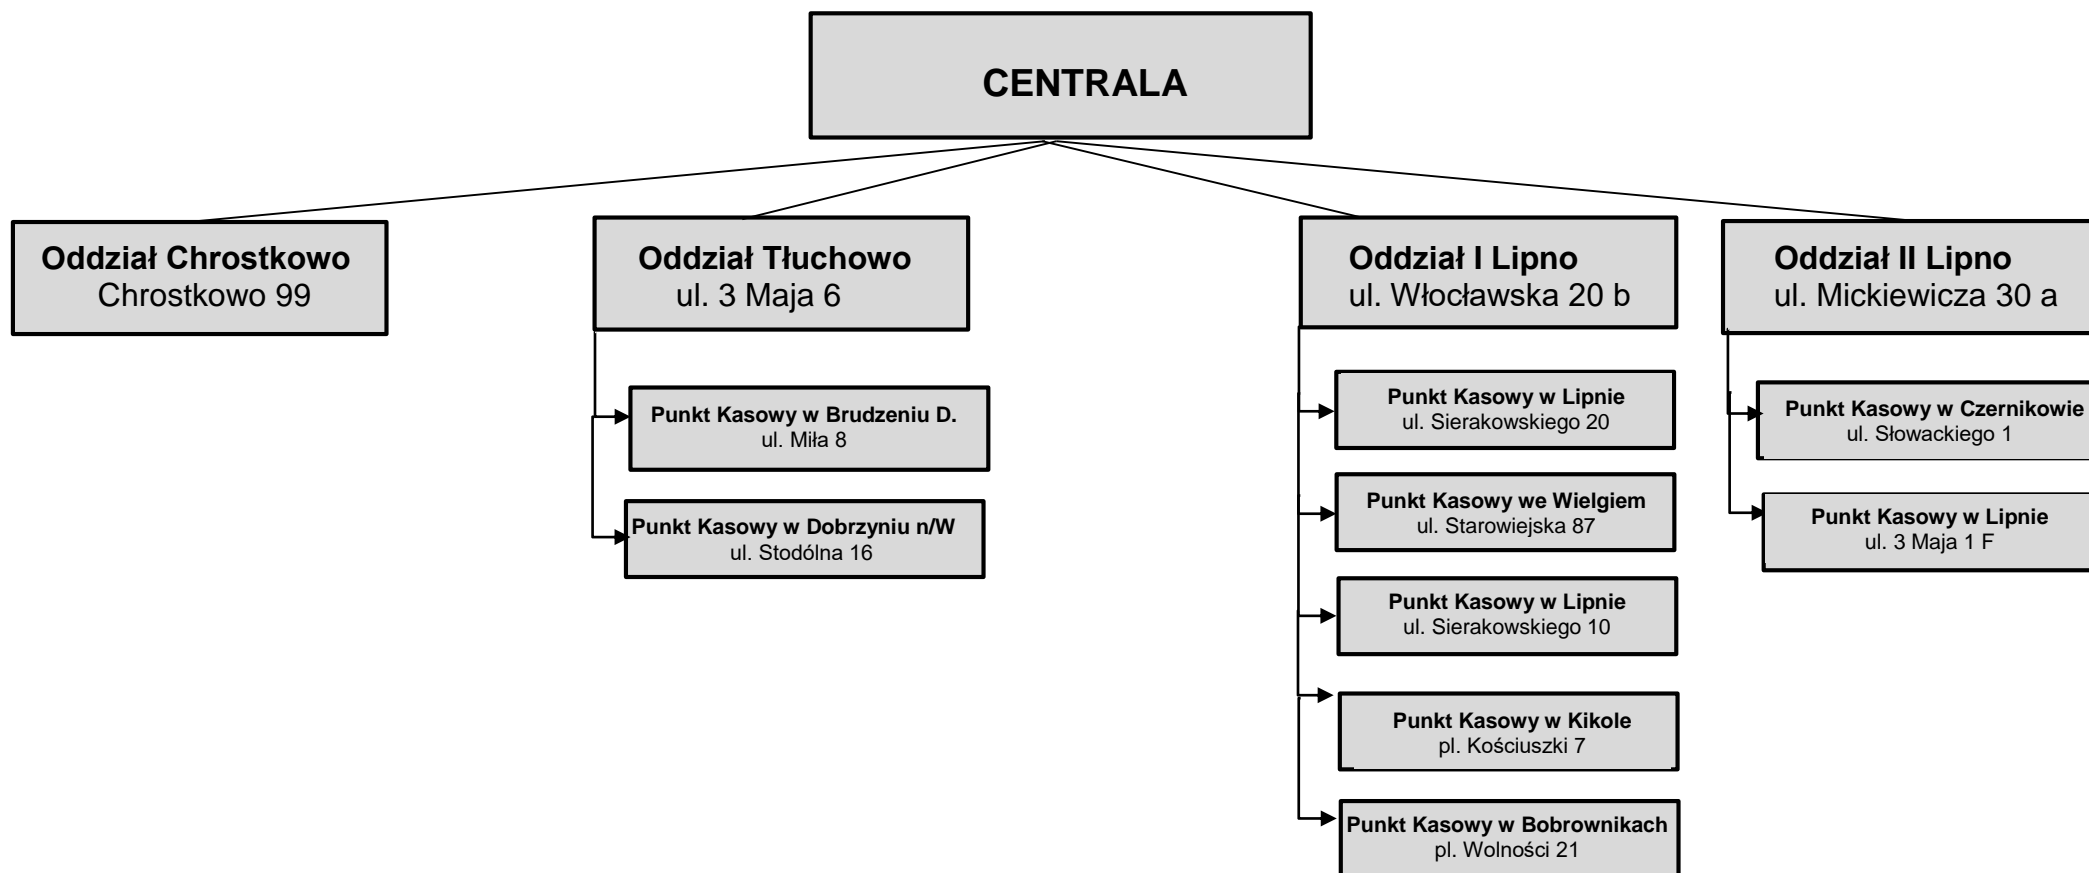 CENTRALA
Oddział Chrostkowo
Chrostkowo 99
Oddział Tłuchowo
ul. 3 Maja 6
Oddział I Lipno
ul. Włocławska 20 b
Oddział II Lipno
ul. Mickiewicza 30 a
Punkt Kasowy w Brudzeniu D.
ul. Miła 8
Punkt Kasowy w Dobrzyniu n/W
ul. Stodólna 16
Punkt Kasowy w Lipnie
ul. Sierakowskiego 20
Punkt Kasowy we Wielgiem
ul. Starowiejska 87
Punkt Kasowy w Lipnie
ul. Sierakowskiego 10
Punkt Kasowy w Kikole
pl. Kościuszki 7
Punkt Kasowy w Bobrownikach
pl. Wolności 21
Punkt Kasowy w Czernikowie
ul. Słowackiego 1
Punkt Kasowy w Lipnie
ul. 3 Maja 1 F